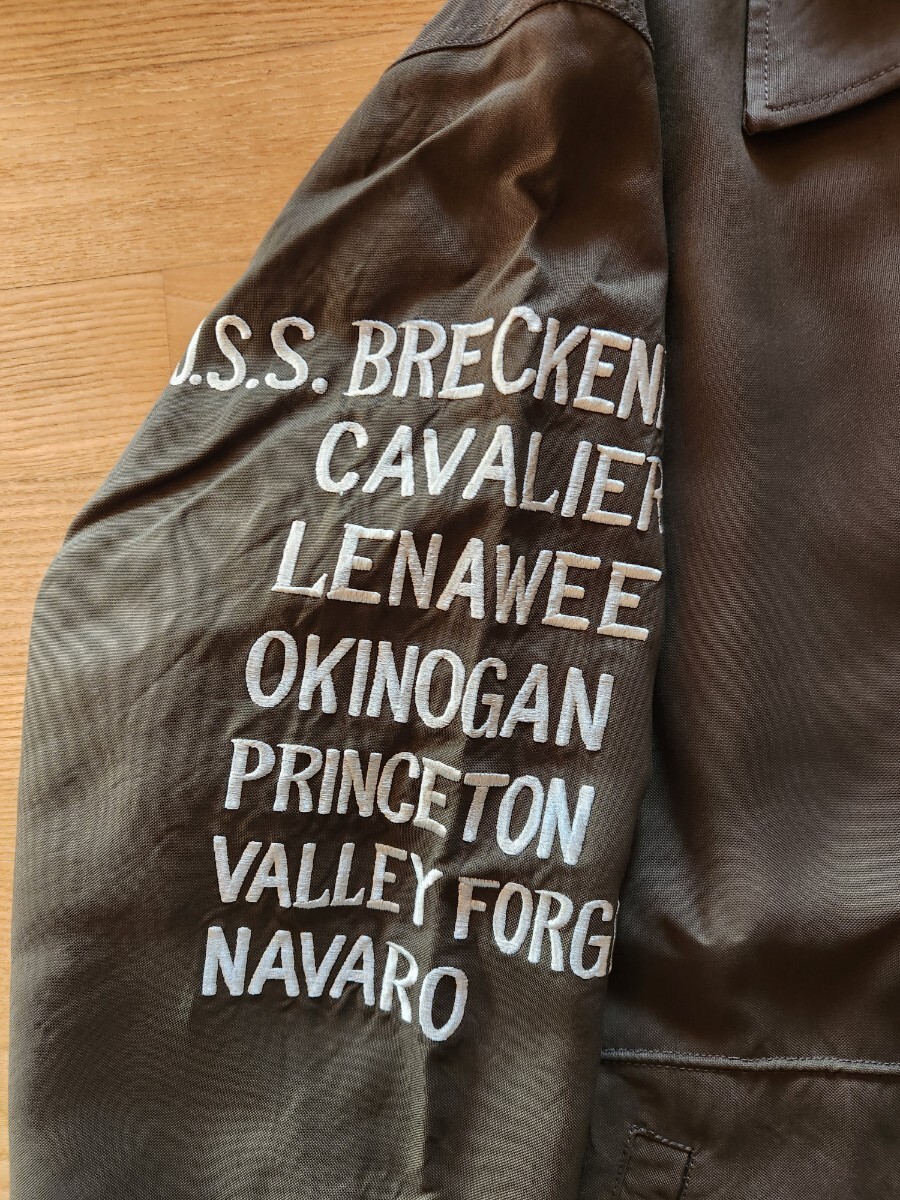 U.S.S. BRECKEN
CAVALIER
LENAWEE
OKINOGAN
PRINCETON
VALLEY FORG
NAVARO